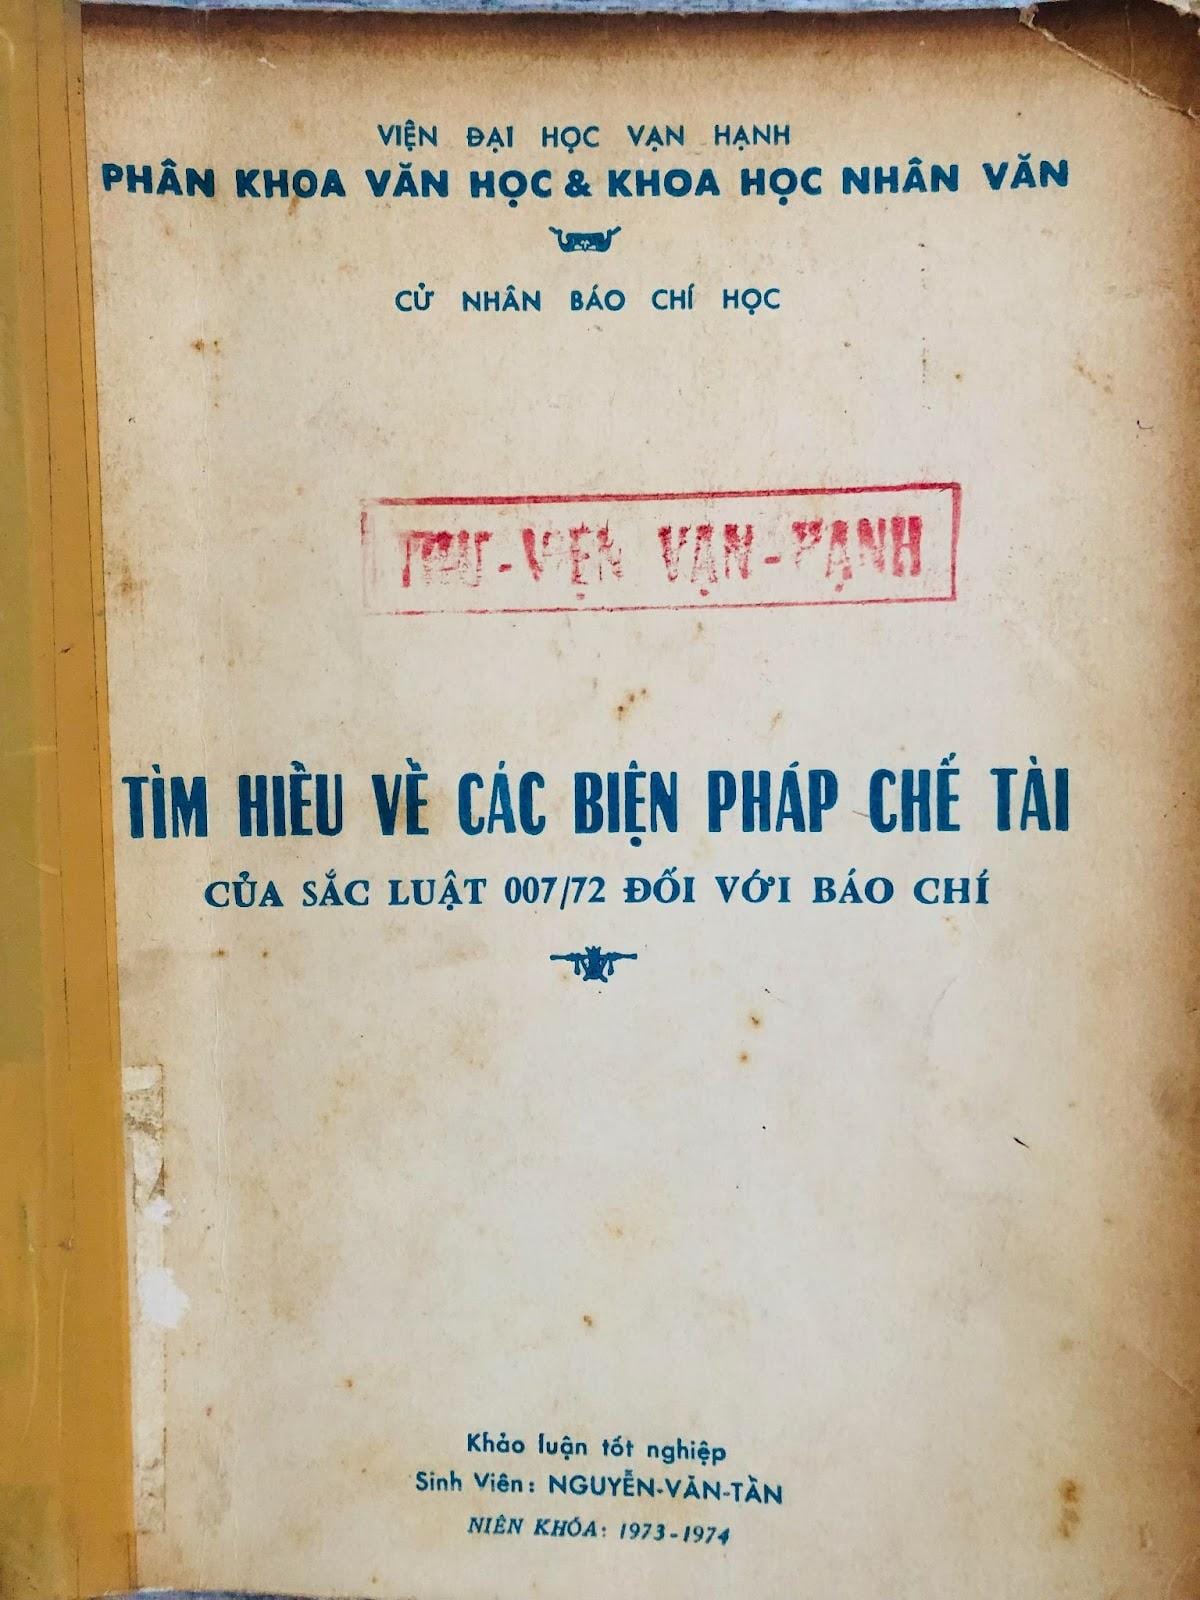 VIỆN ĐẠI HỌC VẠN HẠNH
PHÂN KHOA VĂN HỌC & KHOA HỌC NHÂN VĂN
CỬ NHÂN BÁO CHÍ HỌC
THƯ-VIỆN VẠN-HẠNH
TÌM HIỂU VỀ CÁC BIỆN PHÁP CHẾ TÀI
CỦA SẮC LUẬT 007/72 ĐỐI VỚI BÁO CHÍ
Khảo luận tốt nghiệp
Sinh Viên: NGUYỄN-VĂN-TẦN
NIÊN KHÓA: 1973-1974